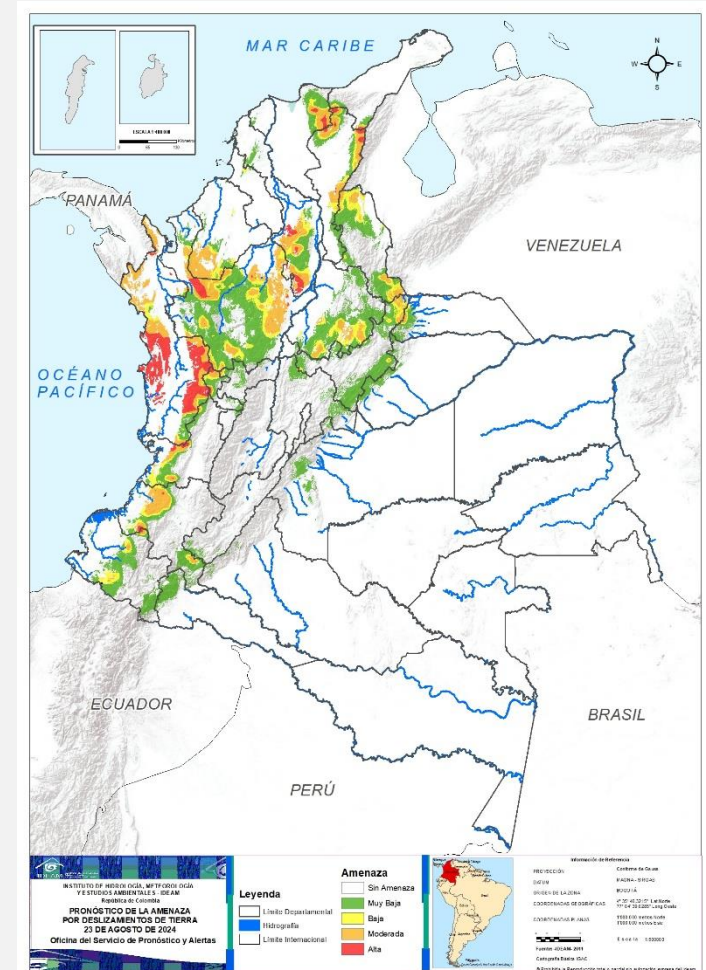 MAR CARIBE
N
W
E
S
PANAMÁ
VENEZUELA
OCÉANO
PACÍFICO
ECUADOR
BRASIL
PERÚ
INSTITUTO DE HIDROLOGÍA, METEOROLOGÍA
Y ESTUDIOS AMBIENTALES - IDEAM
República de Colombia
PRONÓSTICO DE LA AMENAZA
POR DESLIZAMIENTOS DE TIERRA
23 DE AGOSTO DE 2024
Oficina del Servicio de Pronóstico y Alertas
Leyenda
Límite Departamental
Hidrografía
Límite Internacional
Amenaza
Sin Amenaza
Muy Baja
Baja
Moderada
Alta
Información de Referencia
PROYECCIÓN
DATUM
ORIGEN DE LA ZONA
BOGOTÁ
COORDENADAS GEOGRÁFICAS
COORDENADAS PLANAS